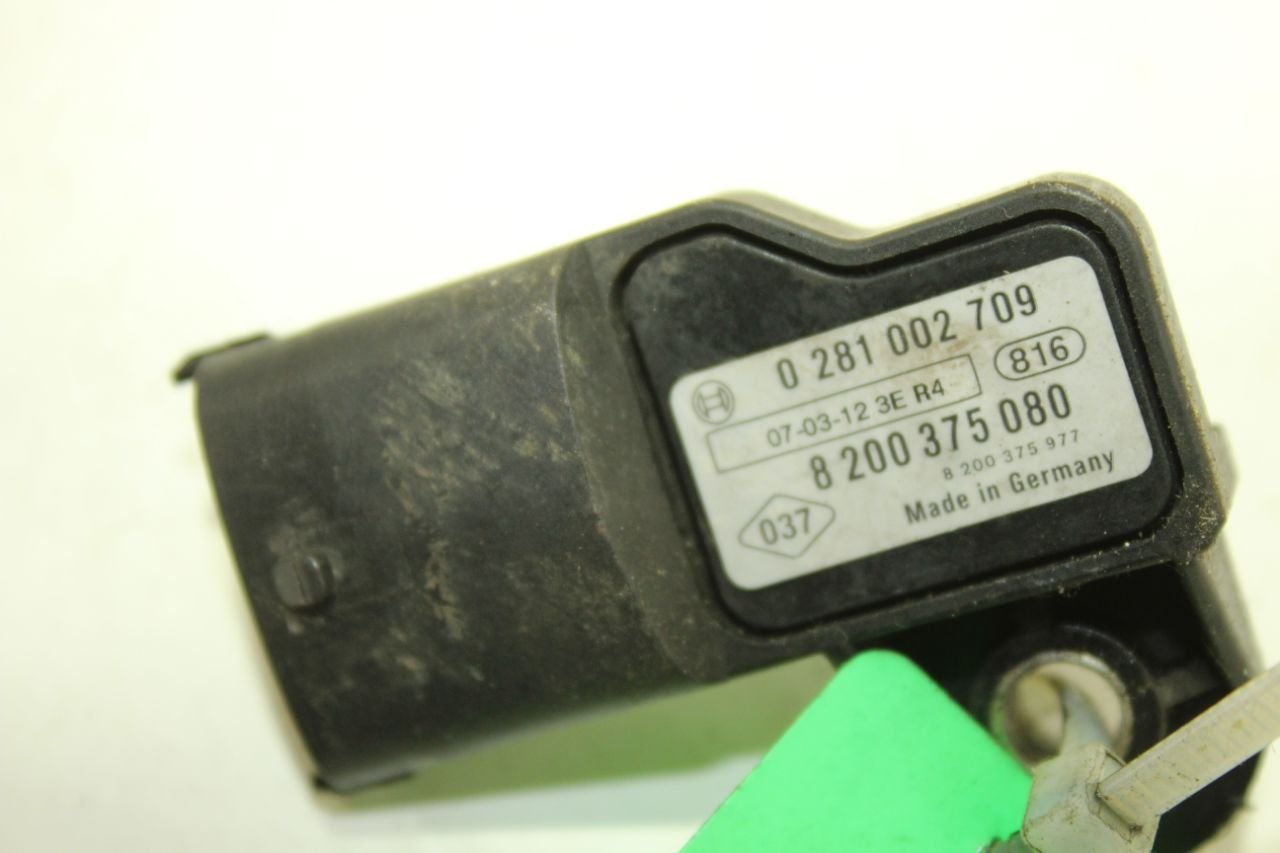 0 281 002 709
07-03-12 3E R4
816
8 200 375 080
8 200 375 977
037
Made in Germany